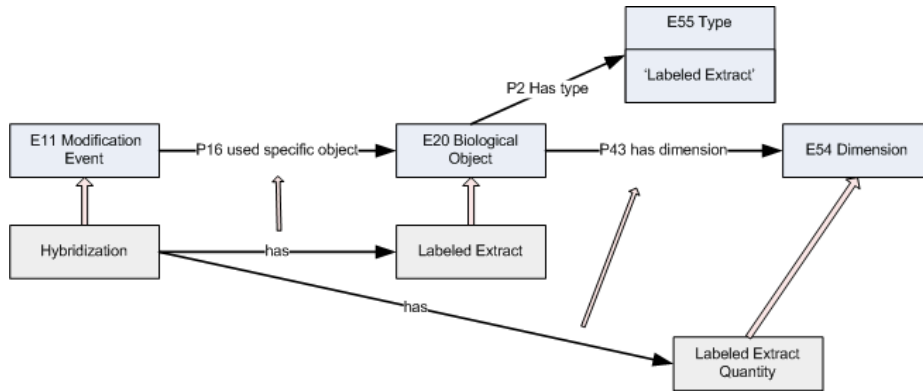 E55 Type
'Labeled Extract'
P2 Has type
E11 Modification
Event
P16 used specific object
E20 Biological
Object
P43 has dimension
E54 Dimension
Hybridization
has
Labeled Extract
has
Labeled Extract
Quantity